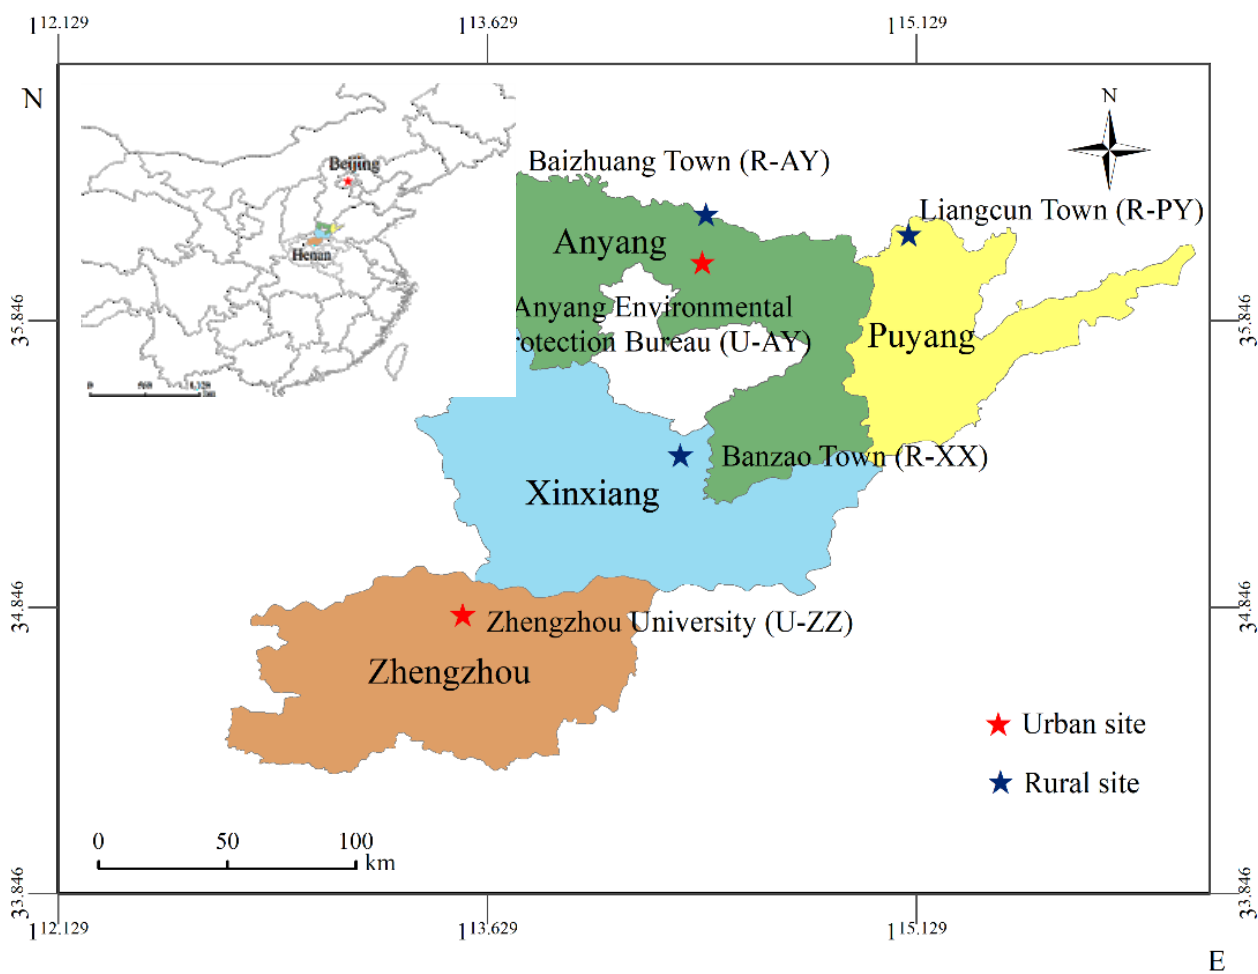 112.129
113.629
115.129
N
N
Beijing
Henan
Baizhuang Town (R-AY)
Liangcun Town (R-PY)
Anyang
35.846
35.846
Anyang Environmental
rotection Bureau (U-AY)
Puyang
0
Banzao Town (R-XX)
Xinxiang
34.846
34.846
Zhengzhou University (U-ZZ)
Zhengzhou
Urban site
Rural site
0 50 100
km
33.846
33.846
112.129
113.629
115.129
E